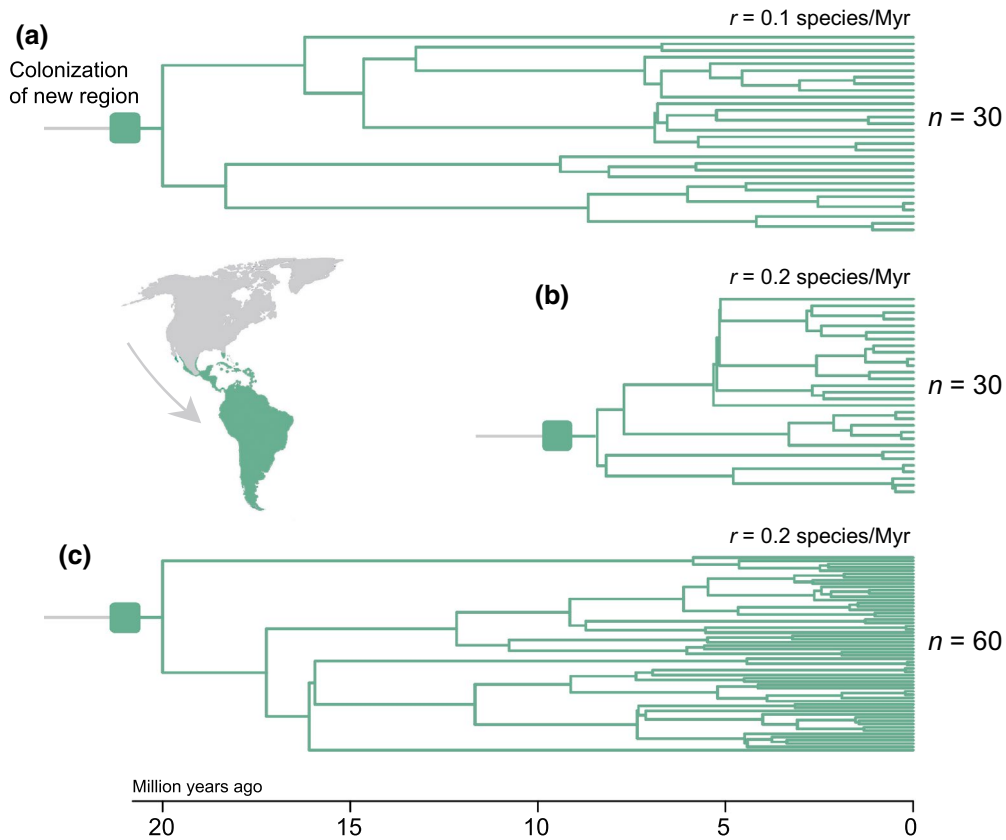 (a)
r = 0.1 species/Myr
Colonization
of new region
n = 30
r = 0.2 species/Myr
(b)
n = 30
r = 0.2 species/Myr
(c)
n = 60
Million years ago
20 15 10 5 0